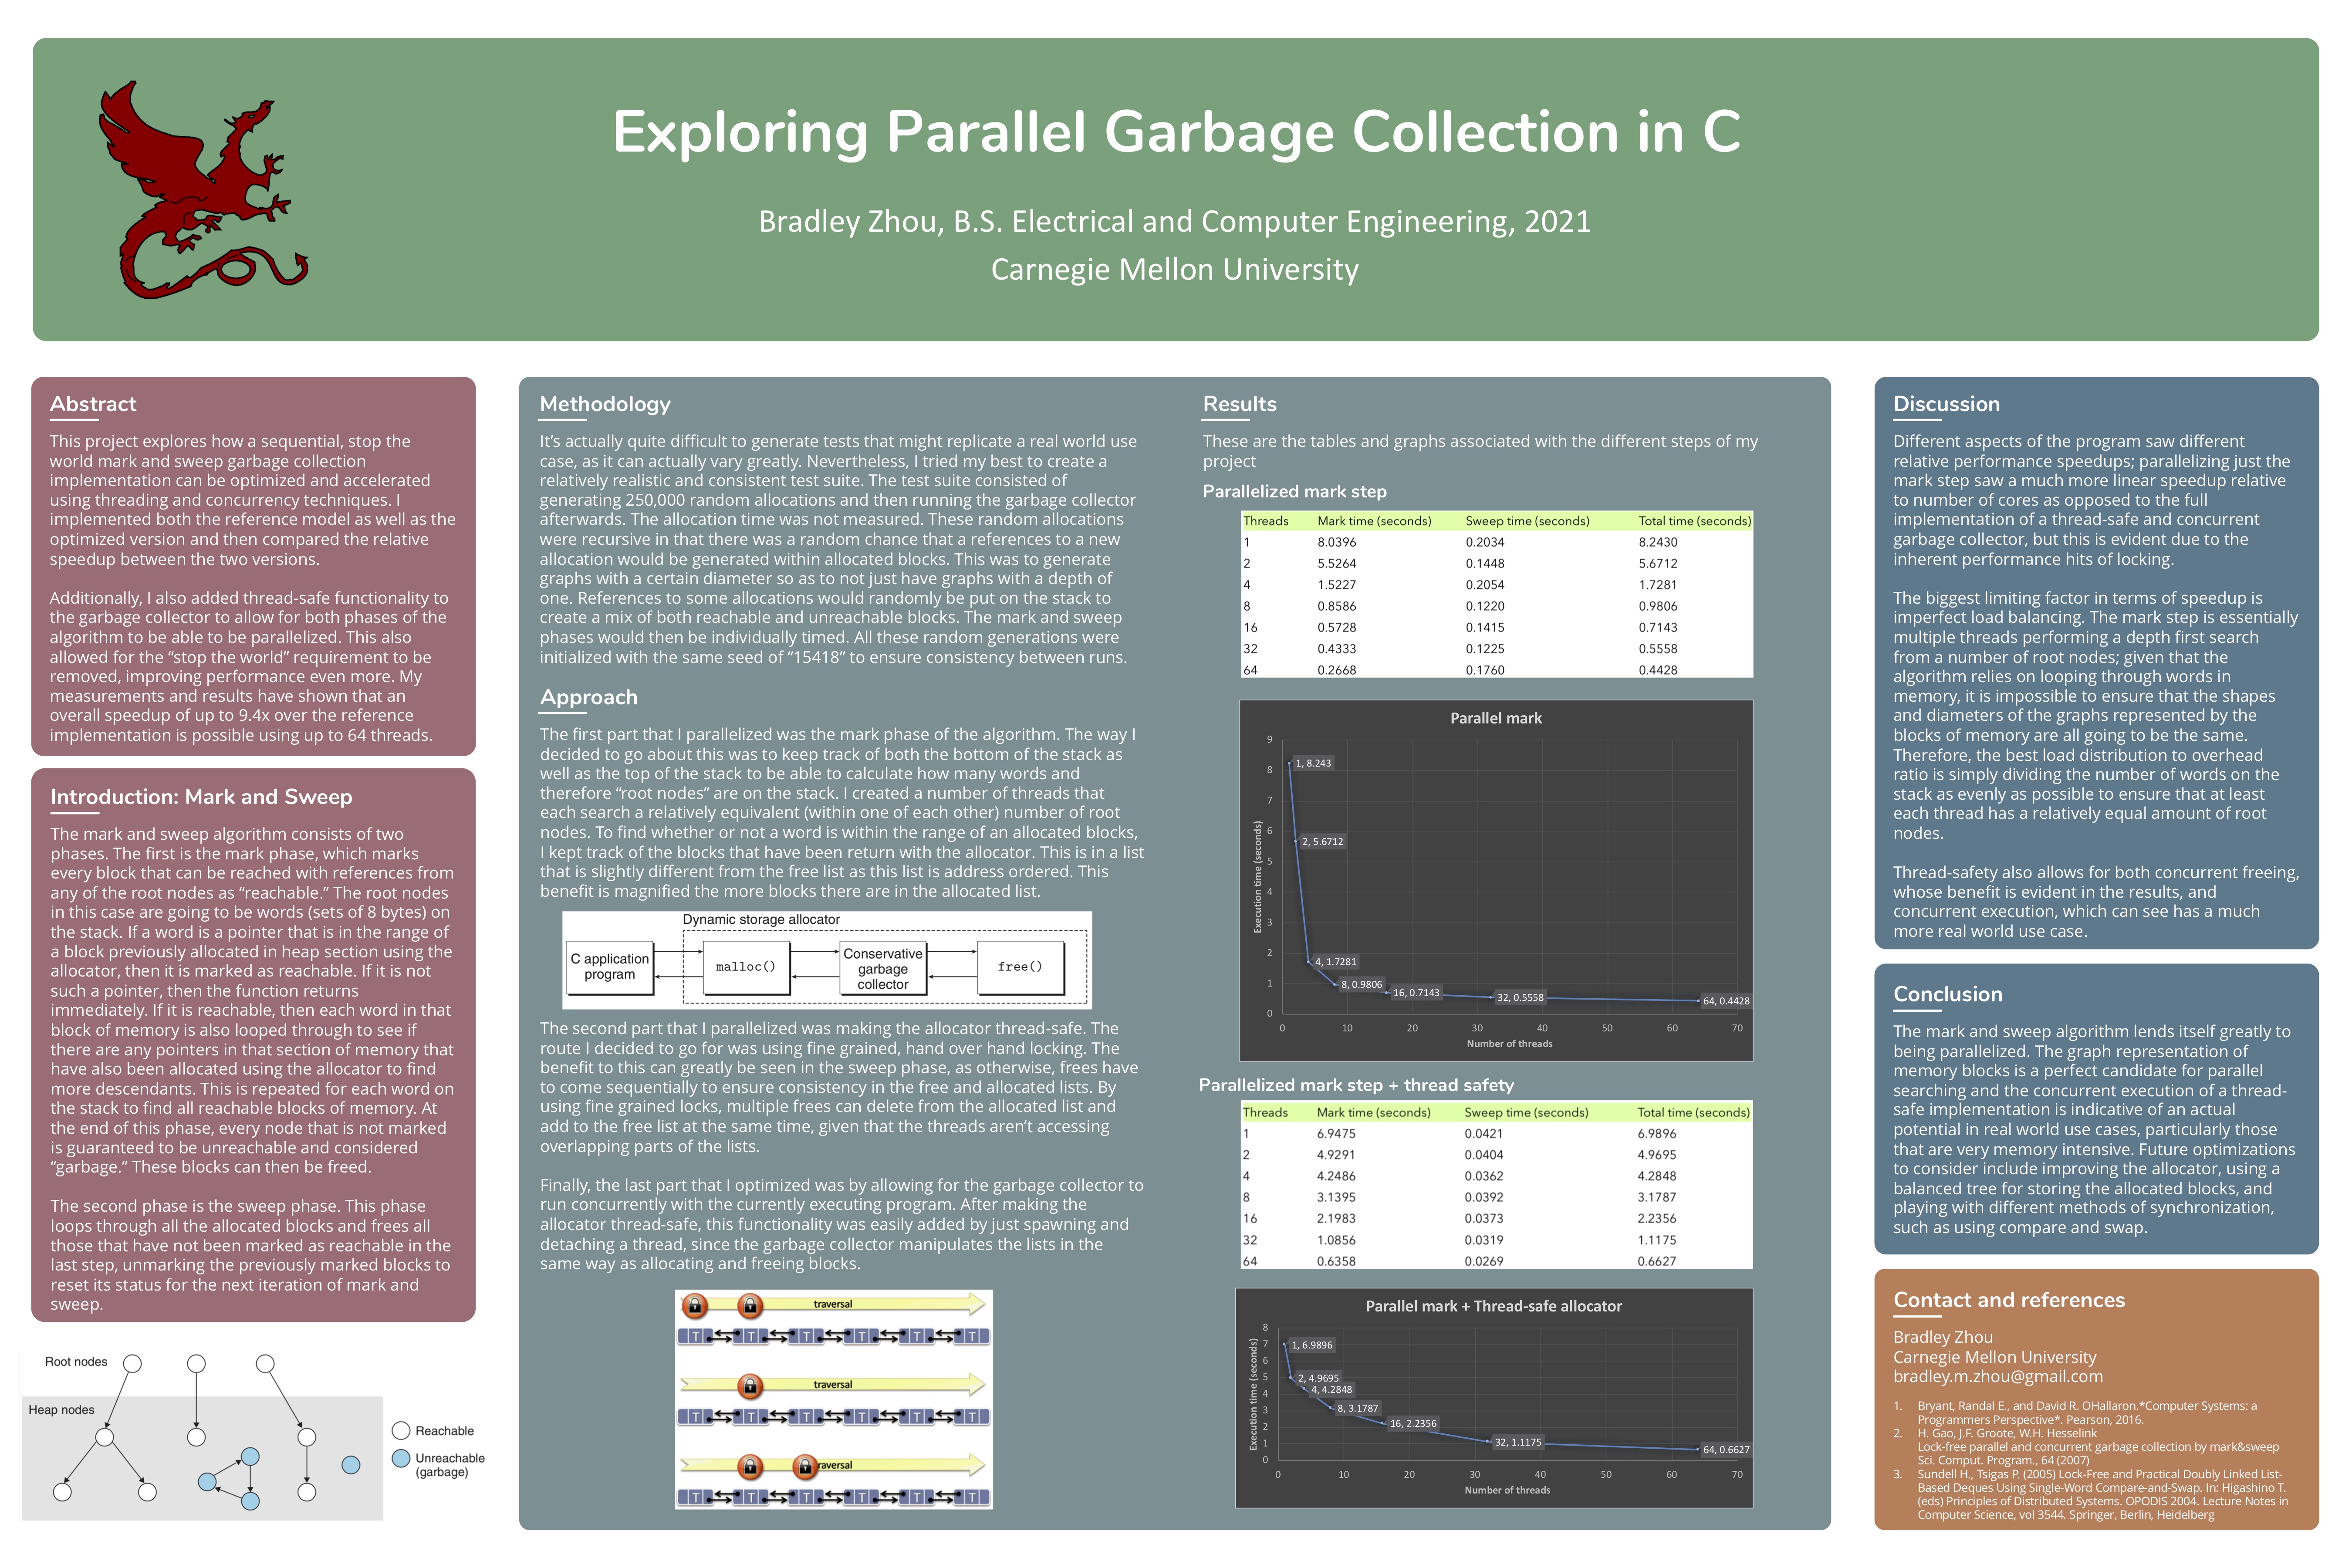 Exploring Parallel Garbage Collection in C
Bradley Zhou, B.S. Electrical and Computer Engineering, 2021
Carnegie Mellon University
Abstract
This project explores how a sequential, stop the
world mark and sweep garbage collection
implementation can be optimized and accelerated
using threading and concurrency techniques. I
implemented both the reference model as well as the
optimized version and then compared the relative
speedup between the two versions.
Additionally, I also added thread-safe functionality to
the garbage collector to allow for both phases of the
algorithm to be able to be parallelized. This also
allowed for the “stop the world” requirement to be
removed, improving performance even more. My
measurements and results have shown that an
overall speedup of up to 9.4x over the reference
implementation is possible using up to 64 threads.
Introduction: Mark and Sweep
The mark and sweep algorithm consists of two
phases. The first is the mark phase, which marks
every block that can be reached with references from
any of the root nodes as “reachable.” The root nodes
in this case are going to be words (sets of 8 bytes) on
the stack. If a word is a pointer that is in the range of
a block previously allocated in heap section using the
allocator, then it is marked as reachable. If it is not
such a pointer, then the function returns
immediately. If it is reachable, then each word in that
block of memory is also looped through to see if
there are any pointers in that section of memory that
have also been allocated using the allocator to find
more descendants. This is repeated for each word on
the stack to find all reachable blocks of memory. At
the end of this phase, every node that is not marked
is guaranteed to be unreachable and considered
“garbage.” These blocks can then be freed.
The second phase is the sweep phase. This phase
loops through all the allocated blocks and frees all
those that have not been marked as reachable in the
last step, unmarking the previously marked blocks to
reset its status for the next iteration of mark and
sweep.
Root nodes
Heap nodes
Reachable
Unreachable
(garbage)
Methodology
It’s actually quite difficult to generate tests that might replicate a real world use
case, as it can actually vary greatly. Nevertheless, I tried my best to create a
relatively realistic and consistent test suite. The test suite consisted of
generating 250,000 random allocations and then running the garbage collector
afterwards. The allocation time was not measured. These random allocations
were recursive in that there was a random chance that a references to a new
allocation would be generated within allocated blocks. This was to generate
graphs with a certain diameter so as to not just have graphs with a depth of
one. References to some allocations would randomly be put on the stack to
create a mix of both reachable and unreachable blocks. The mark and sweep
phases would then be individually timed. All these random generations were
initialized with the same seed of “15418” to ensure consistency between runs.
Approach
The first part that I parallelized was the mark phase of the algorithm. The way I
decided to go about this was to keep track of both the bottom of the stack as
well as the top of the stack to be able to calculate how many words and
therefore “root nodes” are on the stack. I created a number of threads that
each search a relatively equivalent (within one of each other) number of root
nodes. To find whether or not a word is within the range of an allocated blocks,
I kept track of the blocks that have been return with the allocator. This is in a list
that is slightly different from the free list as this list is address ordered. This
benefit is magnified the more blocks there are in the allocated list.
Dynamic storage allocator
C application
program
malloc()
Conservative
garbage
collector
free()
The second part that I parallelized was making the allocator thread-safe. The
route I decided to go for was using fine grained, hand over hand locking. The
benefit to this can greatly be seen in the sweep phase, as otherwise, frees have
to come sequentially to ensure consistency in the free and allocated lists. By
using fine grained locks, multiple frees can delete from the allocated list and
add to the free list at the same time, given that the threads aren’t accessing
overlapping parts of the lists.
Finally, the last part that I optimized was by allowing for the garbage collector to
run concurrently with the currently executing program. After making the
allocator thread-safe, this functionality was easily added by just spawning and
detaching a thread, since the garbage collector manipulates the lists in the
same way as allocating and freeing blocks.
traversal
T T T T T T
traversal
T T T T T T
raversal
T T T T T T
Results
These are the tables and graphs associated with the different steps of my
project
Parallelized mark step
Threads Mark time (seconds) Sweep time (seconds) Total time (seconds)
1 8.0396 0.2034 8.2430
2 5.5264 0.1448 5.6712
4 1.5227 0.2054 1.7281
8 0.8586 0.1220 0.9806
16 0.5728 0.1415 0.7143
32 0.4333 0.1225 0.5558
64 0.2668 0.1760 0.4428
Parallel mark
Execution time (seconds)
9
8
7
6
5
4
3
2
1
0
1, 8.243
2, 5.6712
4, 1.7281
8, 0.9806
16, 0.7143
32, 0.5558
64, 0.4428
0 10 20 30 40 50 60 70
Number of threads
Parallelized mark step + thread safety
Threads Mark time (seconds) Sweep time (seconds) Total time (seconds)
1 6.9475 0.0421 6.9896
2 4.9291 0.0404 4.9695
4 4.2486 0.0362 4.2848
8 3.1395 0.0392 3.1787
16 2.1983 0.0373 2.2356
32 1.0856 0.0319 1.1175
64 0.6358 0.0269 0.6627
Parallel mark + Thread-safe allocator
Execution time (seconds)
8
7
6
5
4
3
2
1
0
1, 6.9896
2, 4.9695
4, 4.2848
8, 3.1787
16, 2.2356
32, 1.1175
64, 0.6627
0 10 20 30 40 50 60 70
Number of threads
Discussion
Different aspects of the program saw different
relative performance speedups; parallelizing just the
mark step saw a much more linear speedup relative
to number of cores as opposed to the full
implementation of a thread-safe and concurrent
garbage collector, but this is evident due to the
inherent performance hits of locking.
The biggest limiting factor in terms of speedup is
imperfect load balancing. The mark step is essentially
multiple threads performing a depth first search
from a number of root nodes; given that the
algorithm relies on looping through words in
memory, it is impossible to ensure that the shapes
and diameters of the graphs represented by the
blocks of memory are all going to be the same.
Therefore, the best load distribution to overhead
ratio is simply dividing the number of words on the
stack as evenly as possible to ensure that at least
each thread has a relatively equal amount of root
nodes.
Thread-safety also allows for both concurrent freeing,
whose benefit is evident in the results, and
concurrent execution, which can see has a much
more real world use case.
Conclusion
The mark and sweep algorithm lends itself greatly to
being parallelized. The graph representation of
memory blocks is a perfect candidate for parallel
searching and the concurrent execution of a thread-
safe implementation is indicative of an actual
potential in real world use cases, particularly those
that are very memory intensive. Future optimizations
to consider include improving the allocator, using a
balanced tree for storing the allocated blocks, and
playing with different methods of synchronization,
such as using compare and swap.
Contact and references
Bradley Zhou
Carnegie Mellon University
bradley.m.zhou@gmail.com
1. Bryant, Randal E., and David R. OHallaron.*Computer Systems: a
Programmers Perspective*. Pearson, 2016.
2. H. Gao, J.F. Groote, W.H. Hesselink
Lock-free parallel and concurrent garbage collection by mark&sweep
Sci. Comput. Program., 64 (2007)
3. Sundell H., Tsigas P. (2005) Lock-Free and Practical Doubly Linked List-
Based Deques Using Single-Word Compare-and-Swap. In: Higashino T.
(eds) Principles of Distributed Systems. OPODIS 2004. Lecture Notes in
Computer Science, vol 3544. Springer, Berlin, Heidelberg